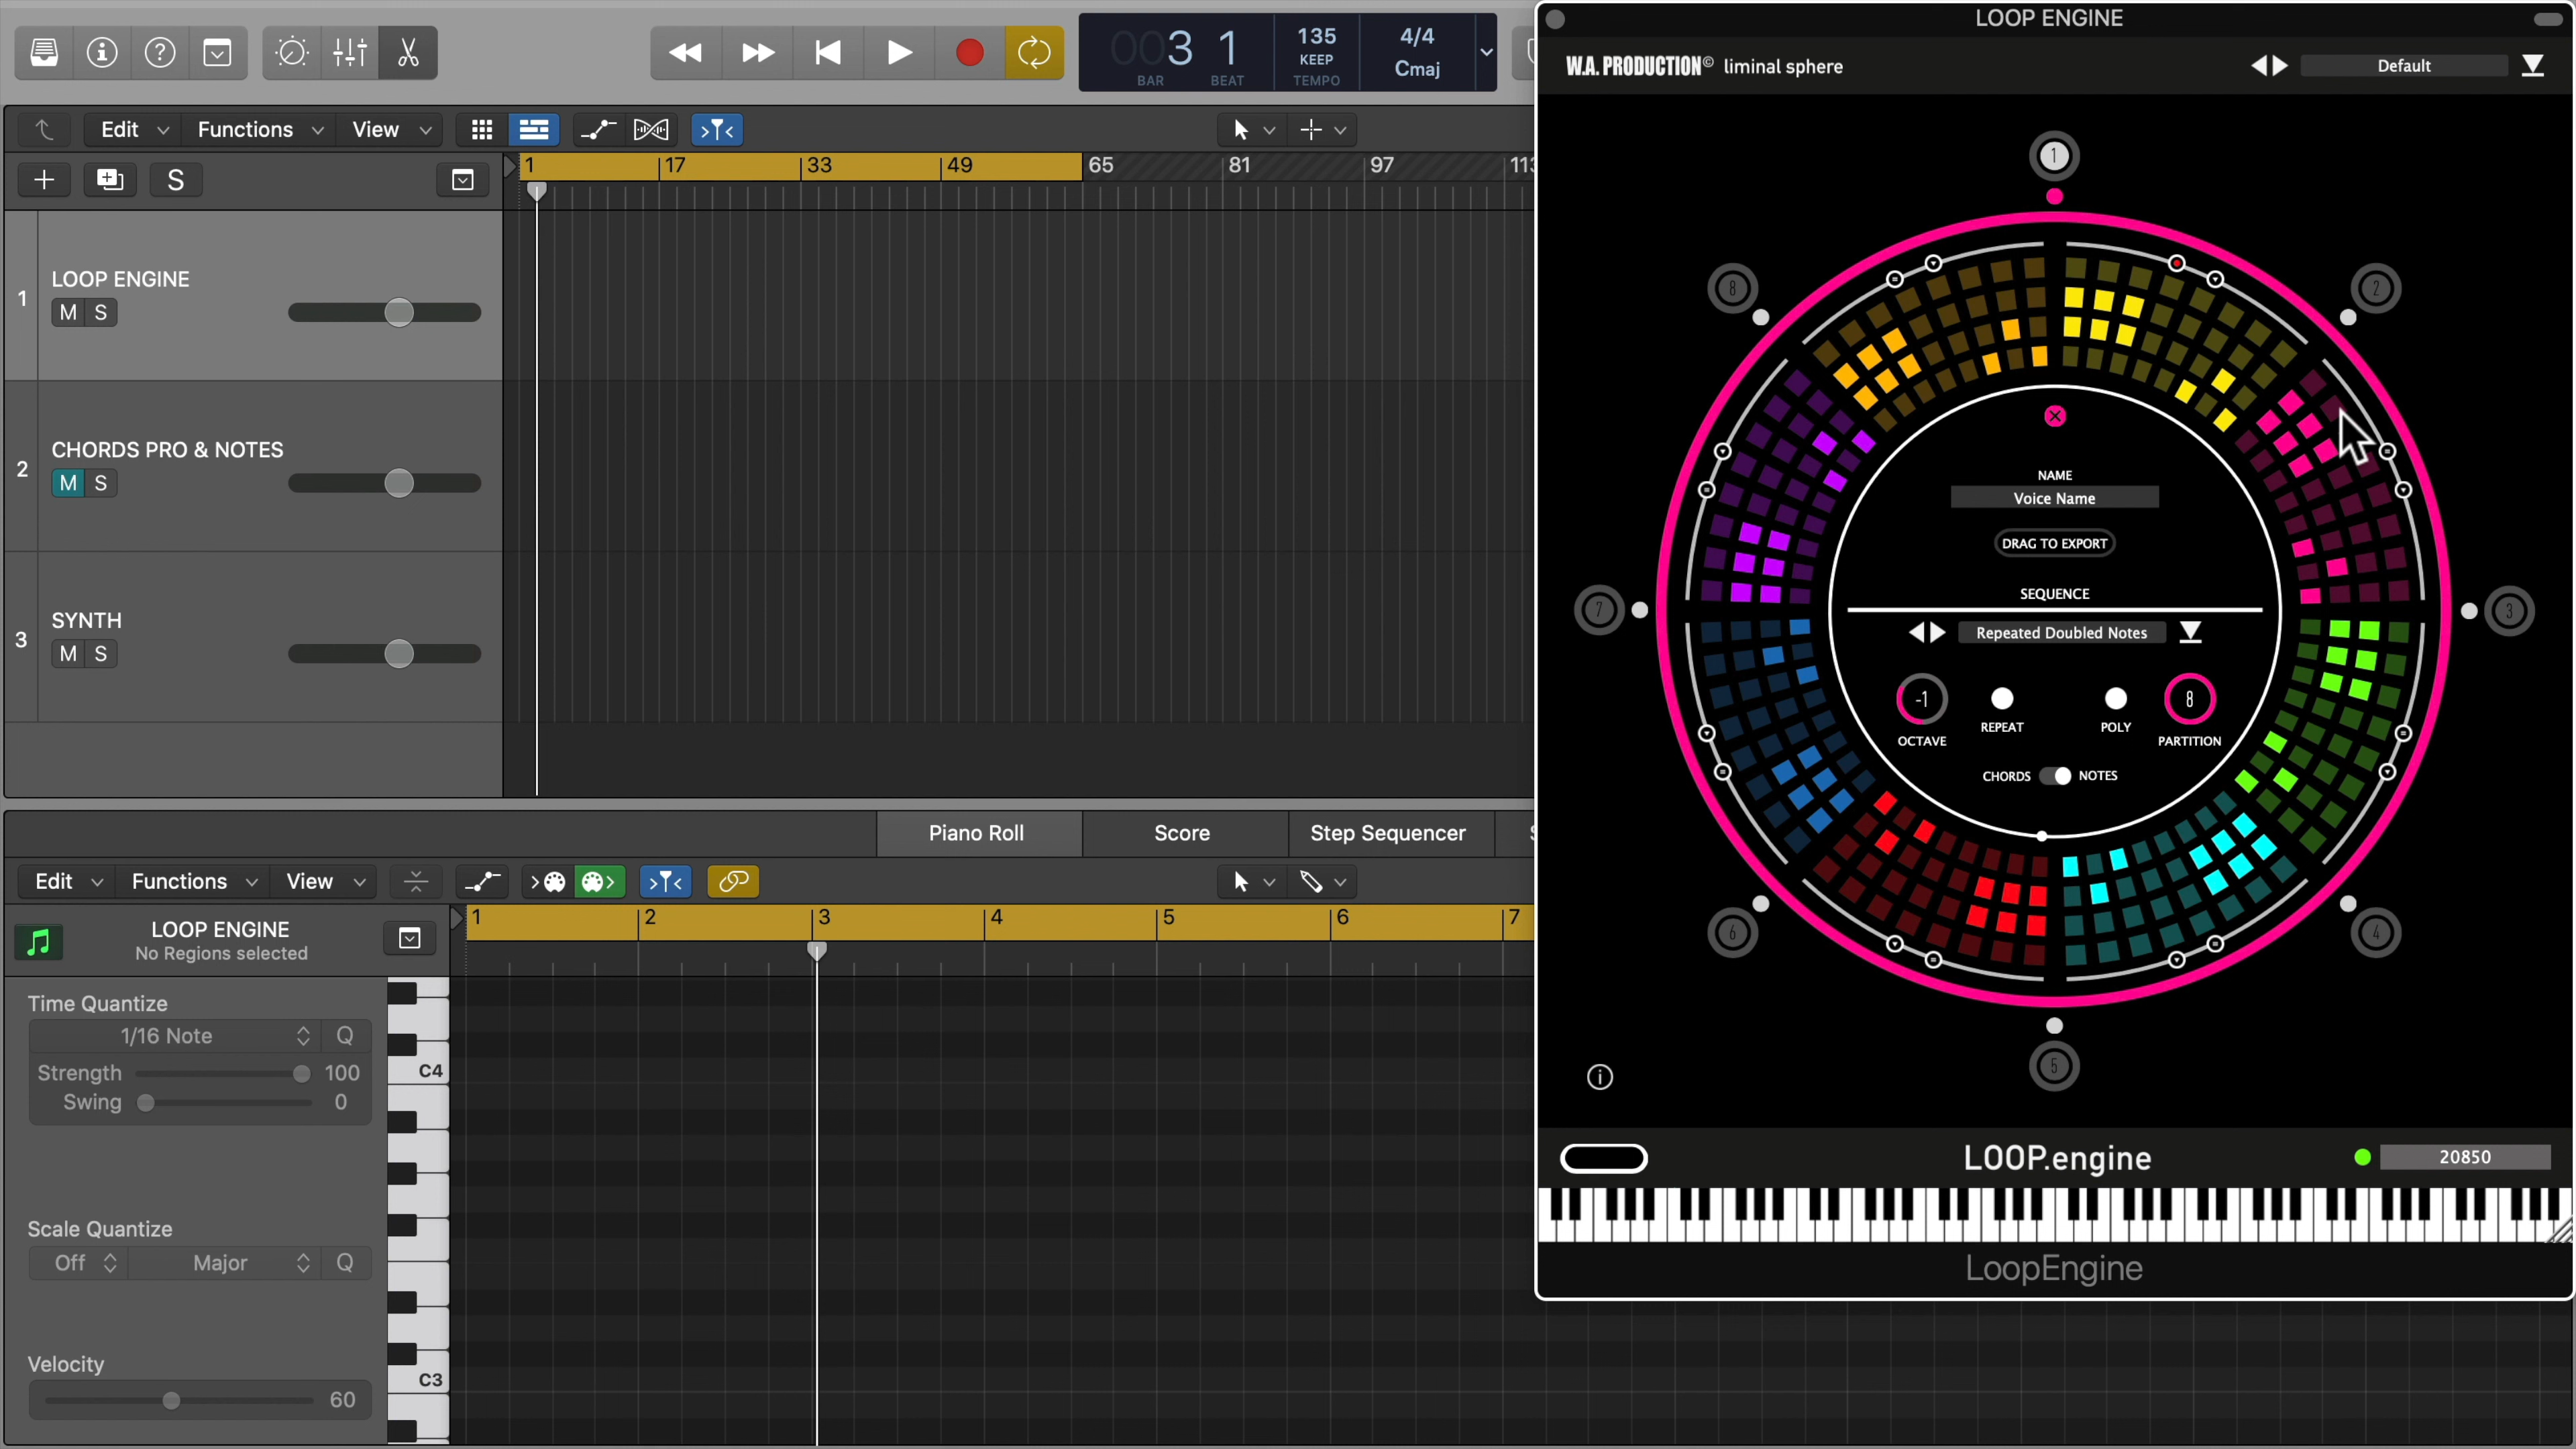 LOOP ENGINE
W.A. PRODUCTION© liminal sphere
Default
003 1
BAR BEAT
135
KEEP
TEMPO
4/4
Cmaj
Edit Functions View
S
1 17 33 49 65 81 97 113
1
LOOP ENGINE
M S
2
CHORDS PRO & NOTES
M S
3
SYNTH
M S
1
2
3
4
5
6
7
8
NAME
Voice Name
DRAG TO EXPORT
SEQUENCE
Repeated Doubled Notes
-1
OCTAVE
REPEAT
POLY
8
PARTITION
CHORDS NOTES
Piano Roll Score Step Sequencer
Edit Functions View
LOOP ENGINE
No Regions selected
1 2 3 4 5 6 7
Time Quantize
1/16 Note Q
Strength 100
Swing 0
Scale Quantize
Off Major Q
Velocity
60
C4
C3
LOOP.engine
20850
LoopEngine